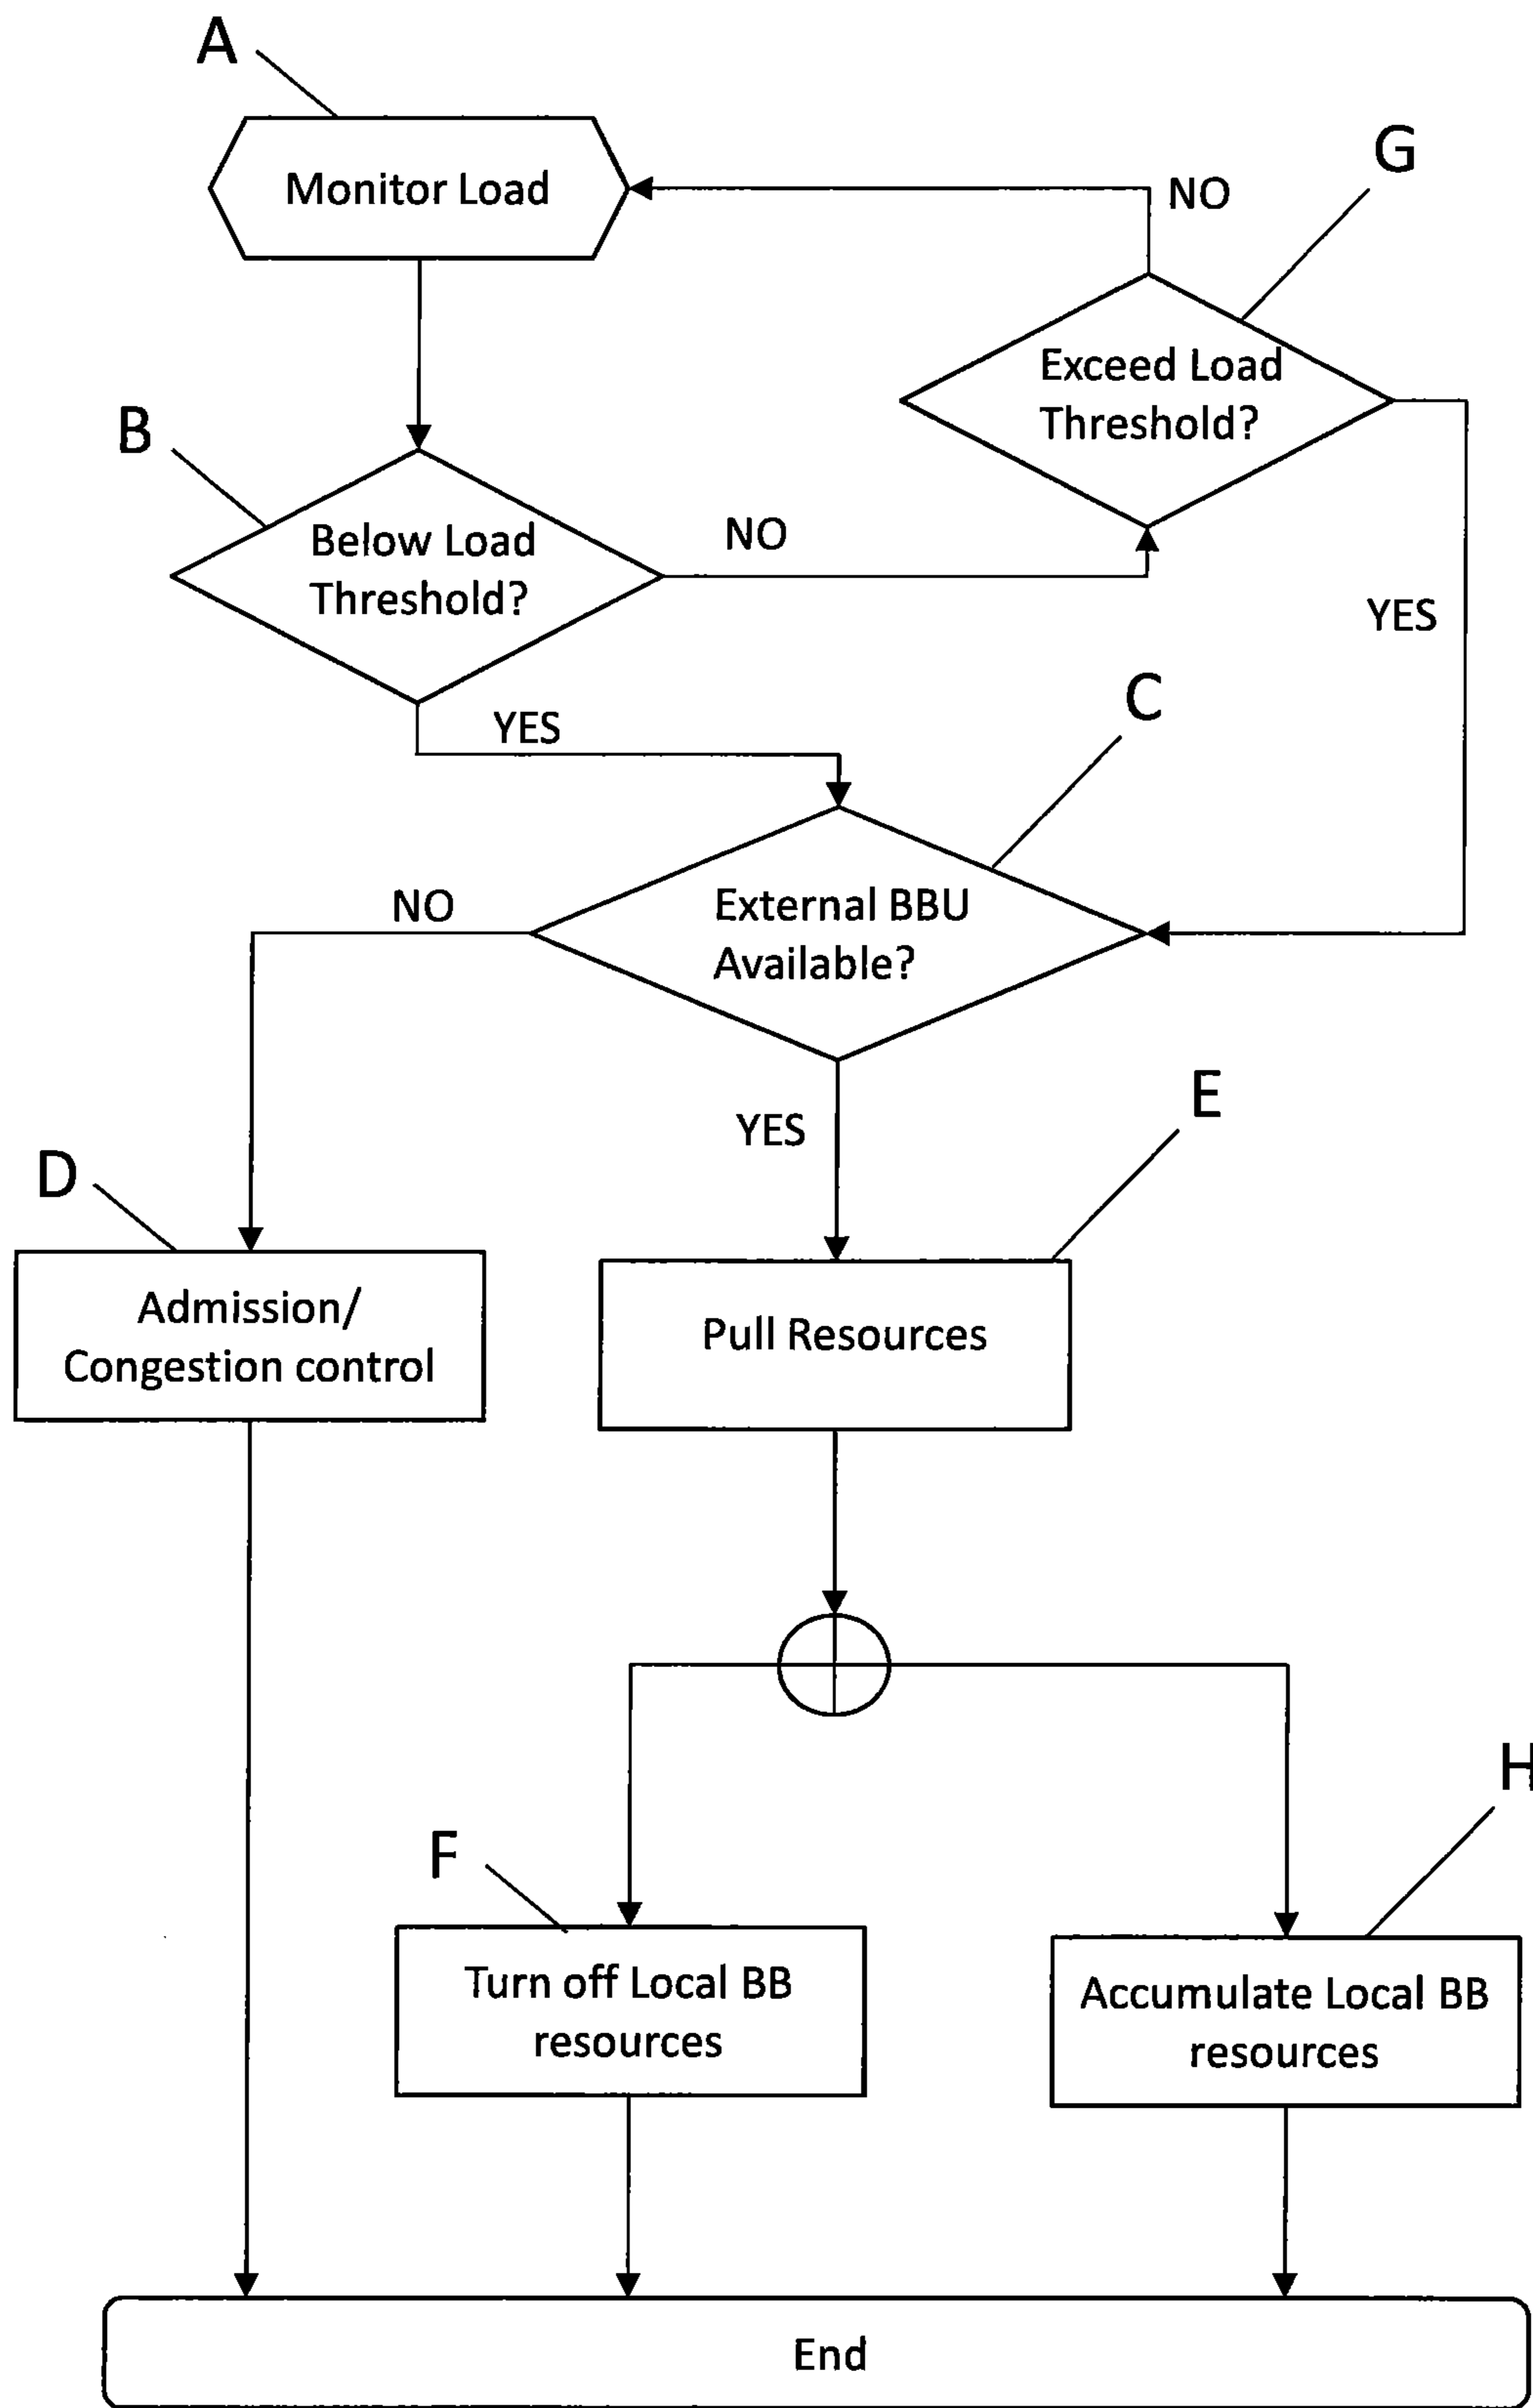 A
Monitor Load
G
NO
Exceed Load
Threshold?
B
Below Load
Threshold?
NO
YES
C
YES
NO
External BBU
Available?
E
YES
D
Admission/
Congestion control
Pull Resources
H
F
Turn off Local BB
resources
Accumulate Local BB
resources
End